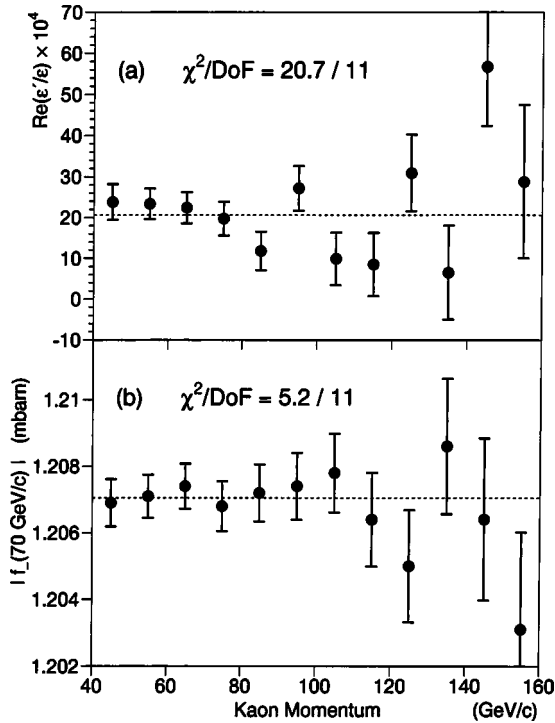 70
60
50
40
30
20
10
0
-10
Re(ε′/ε) × 10⁴
(a) χ²/DoF = 20.7 / 11
1.21
1.208
1.206
1.204
1.202
| f_(70 GeV/c) | (mbarn)
(b) χ²/DoF = 5.2 / 11
40 60 80 100 120 140 160
Kaon Momentum (GeV/c)